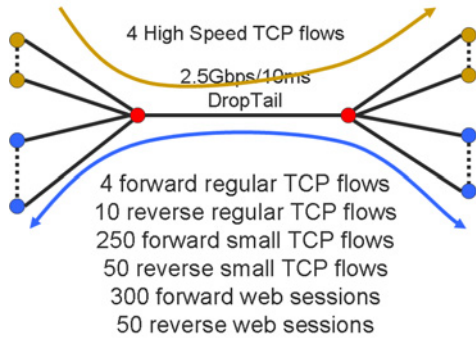 4 High Speed TCP flows
2.5Gbps/10ms
DropTail
4 forward regular TCP flows
10 reverse regular TCP flows
250 forward small TCP flows
50 reverse small TCP flows
300 forward web sessions
50 reverse web sessions